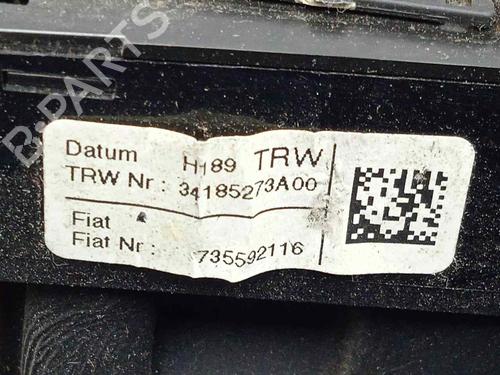 B-PARTS
Datum H189 TRW
TRW Nr : 34185273A00
Fiat
Fiat Nr : 735592116